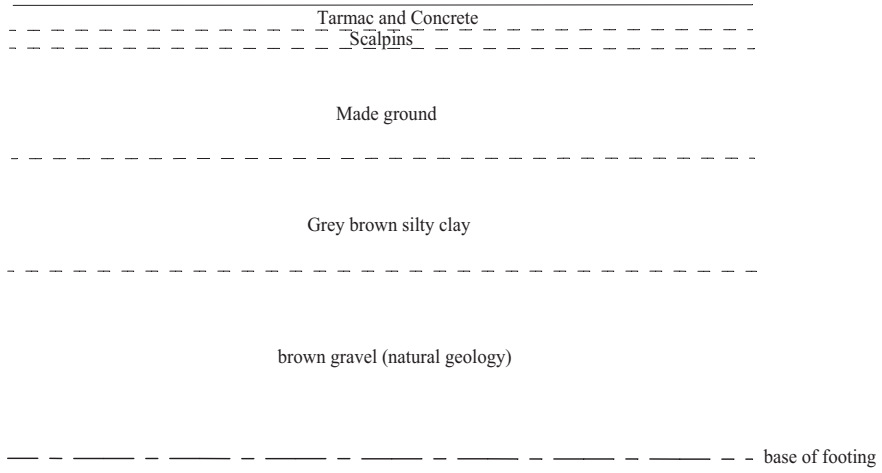 Tarmac and Concrete
Scalpins
Made ground
Grey brown silty clay
brown gravel (natural geology)
base of footing